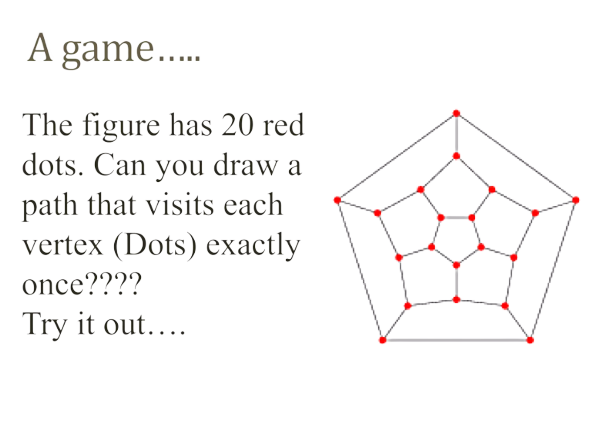 A game…..
The figure has 20 red
dots. Can you draw a
path that visits each
vertex (Dots) exactly
once????
Try it out….